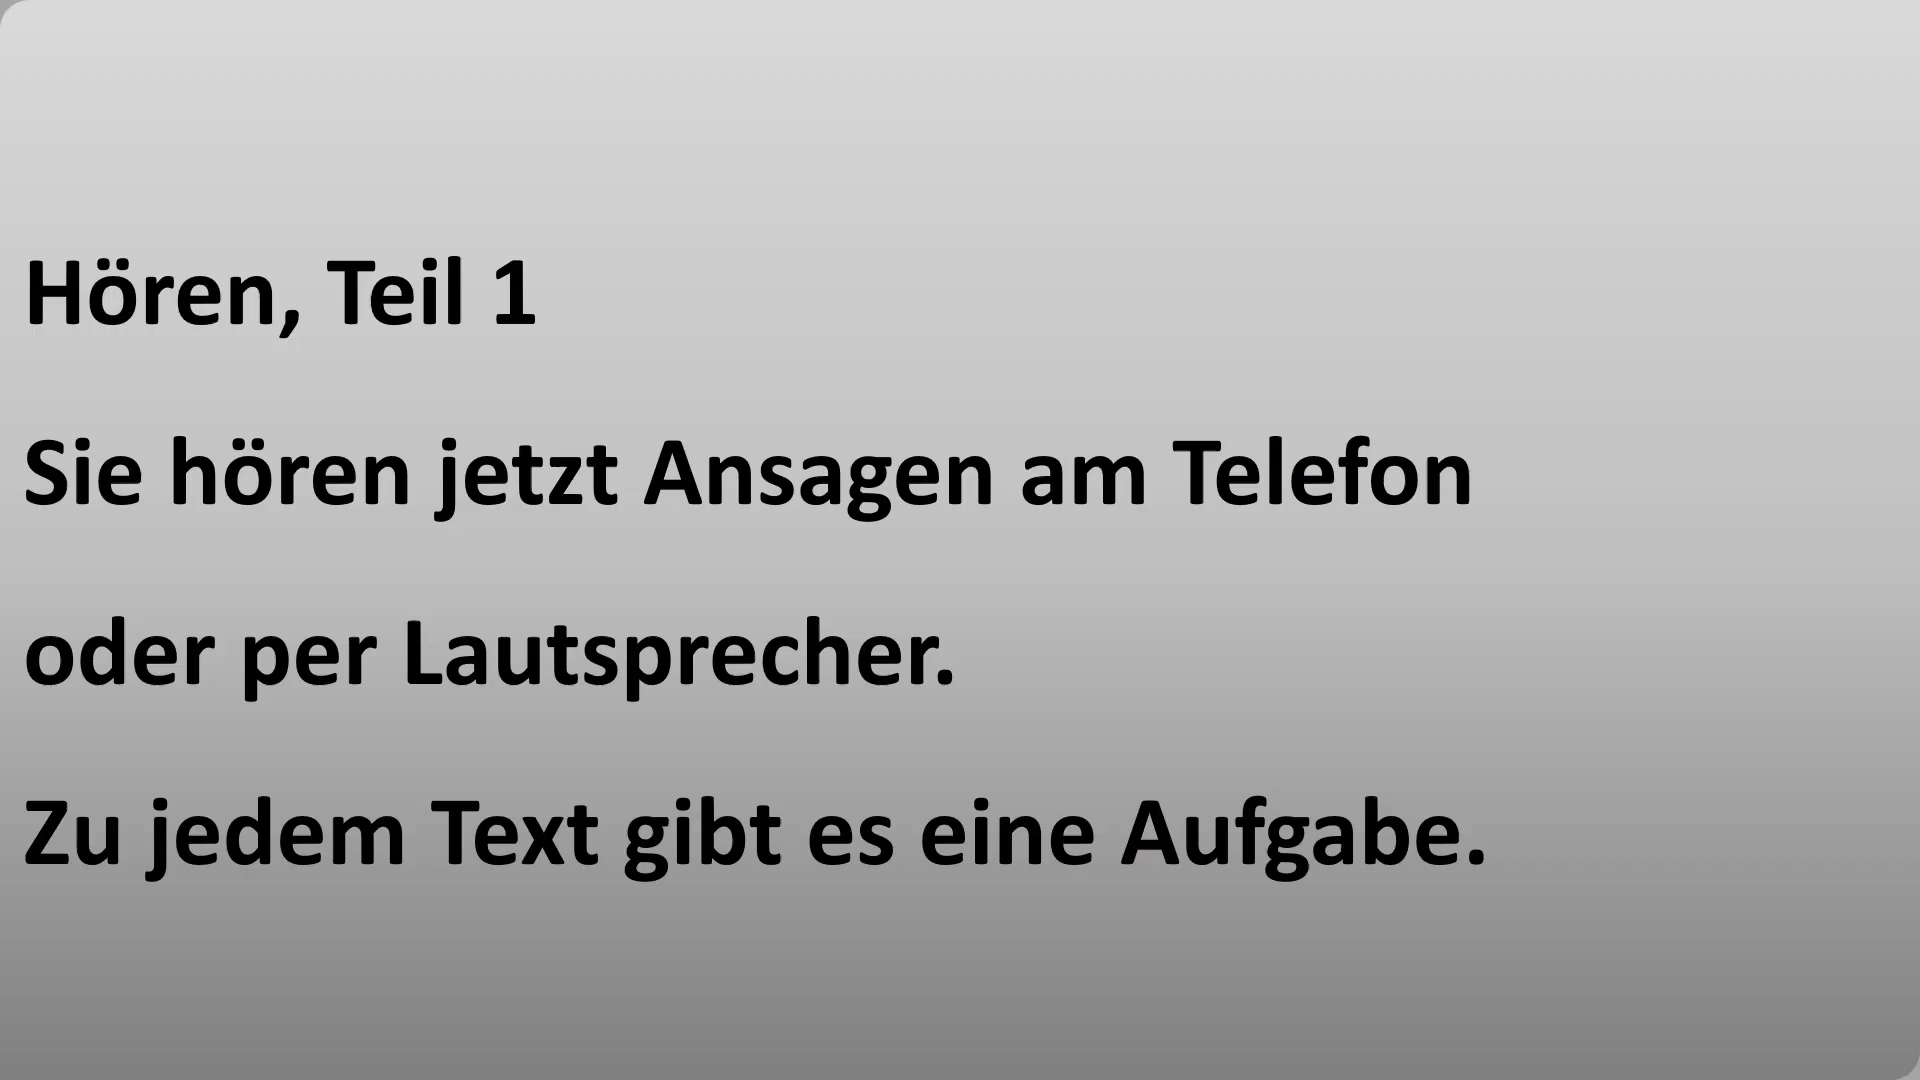 Hören, Teil 1
Sie hören jetzt Ansagen am Telefon
oder per Lautsprecher.
Zu jedem Text gibt es eine Aufgabe.